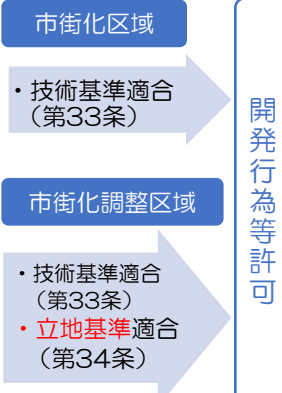 市街化区域
・技術基準適合
（第33条）
市街化調整区域
・技術基準適合
（第33条）
・立地基準適合
（第34条）
開発行為等許可